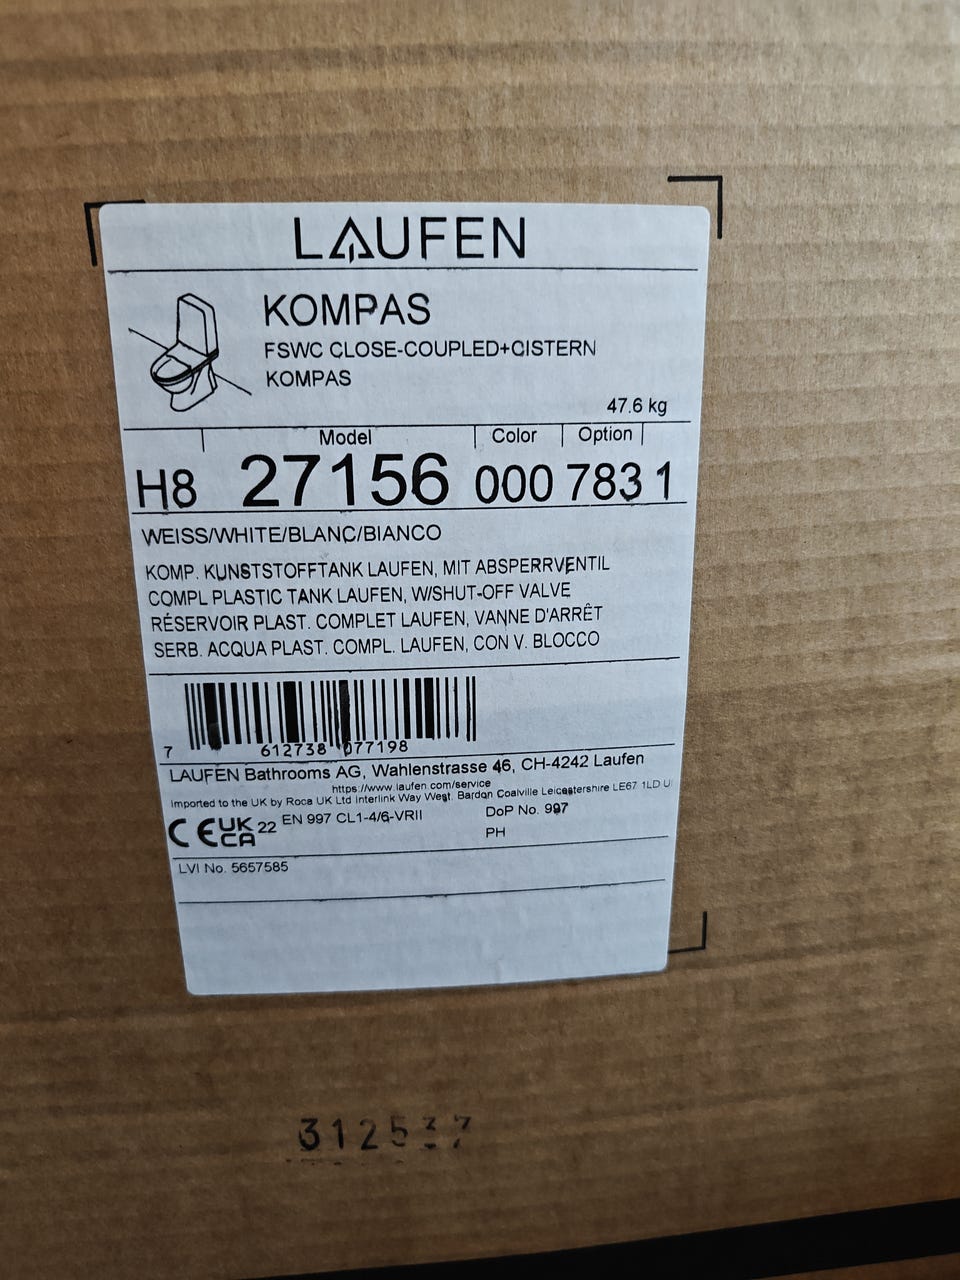 LAUFEN
KOMPAS
FSWC CLOSE-COUPLED+CISTERN
KOMPAS
47.6 kg
Model Color Option
H8 27156 000 783 1
WEISS/WHITE/BLANC/BIANCO
KOMP. KUNSTSTOFFTANK LAUFEN, MIT ABSPERRVENTIL
COMPL PLASTIC TANK LAUFEN, W/SHUT-OFF VALVE
RÉSERVOIR PLAST. COMPLET LAUFEN, VANNE D'ARRÊT
SERB. ACQUA PLAST. COMPL. LAUFEN, CON V. BLOCCO
7 612738 077198
LAUFEN Bathrooms AG, Wahlenstrasse 46, CH-4242 Laufen
https://www.laufen.com/service
Imported to the UK by Roca UK Ltd Interlink Way West. Bardon Coalville Leicestershire LE67 1LD U
CE UK CA 22 EN 997 CL1-4/6-VRII DoP No. 997
PH
LVI No. 5657585
312537